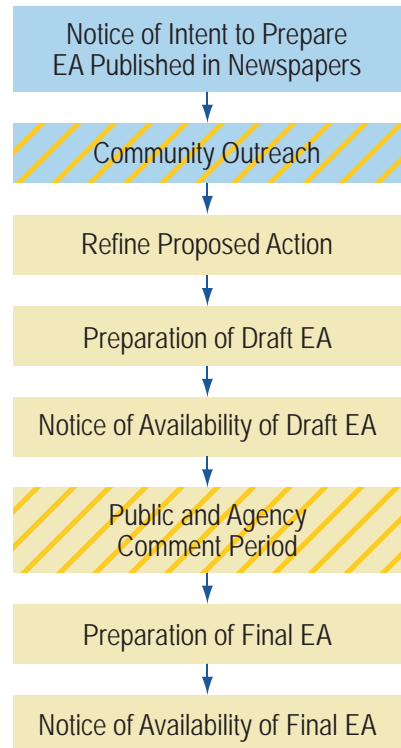 Notice of Intent to Prepare
EA Published in Newspapers
Community Outreach
Refine Proposed Action
Preparation of Draft EA
Notice of Availability of Draft EA
Public and Agency
Comment Period
Preparation of Final EA
Notice of Availability of Final EA